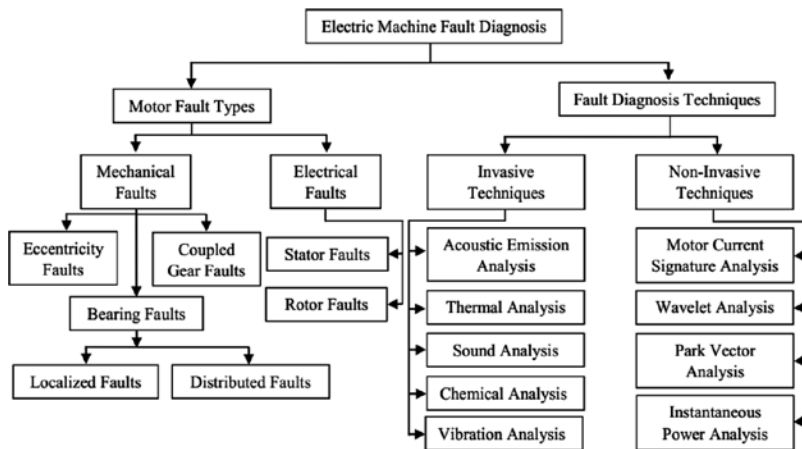 Electric Machine Fault Diagnosis
Motor Fault Types
Fault Diagnosis Techniques
Mechanical
Faults
Electrical
Faults
Invasive
Techniques
Non-Invasive
Techniques
Eccentricity
Faults
Coupled
Gear Faults
Stator Faults
Acoustic Emission
Analysis
Motor Current
Signature Analysis
Bearing Faults
Rotor Faults
Thermal Analysis
Wavelet Analysis
Sound Analysis
Park Vector
Analysis
Localized Faults
Distributed Faults
Chemical Analysis
Instantaneous
Power Analysis
Vibration Analysis